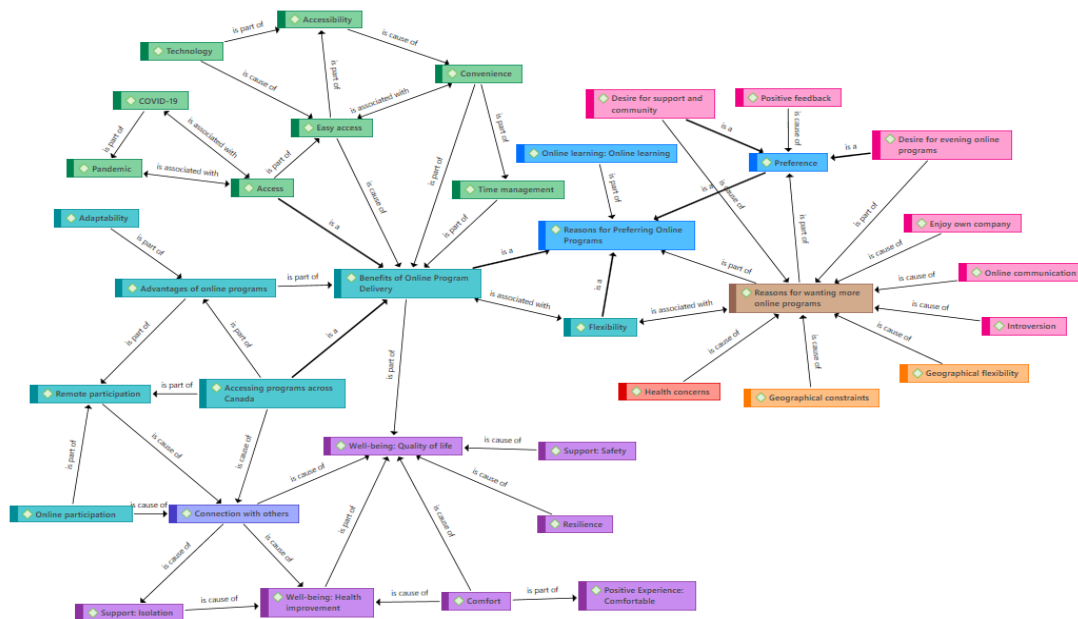 Accessibility
is part of
is cause of
Technology
is part of
Convenience
is cause of
COVID-19
is associated with
Desire for support and
community
Positive feedback
is part of
is associated with
Easy access
is a
is cause of
Desire for evening online
programs
is part of
Online learning: Online learning
is a
Preference
Pandemic
is associated with
is part of
Access
is cause of
is part of
Time management
is part of
is a
is cause of
Adaptability
is a
is part of
Reasons for Preferring Online
Programs
is part of
is part of
Enjoy own company
is part of
is a
is cause of
Advantages of online programs
is part of
Benefits of Online Program
Delivery
is a
is part of
is cause of
Online communication
Reasons for wanting more
online programs
is associated with
Flexibility
is associated with
is cause of
Introversion
is part of
is part of
is a
is part of
is cause of
is cause of
is cause of
Geographical flexibility
Remote participation
is part of
Accessing programs across
Canada
Health concerns
Geographical constraints
is part of
is cause of
is cause of
Well-being: Quality of life
is cause of
Support: Safety
is cause of
is cause of
is cause of
Online participation
is cause of
Connection with others
is part of
Resilience
is cause of
is cause of
Support: Isolation
is cause of
Well-being: Health
improvement
is cause of
Comfort
is part of
Positive Experience:
Comfortable